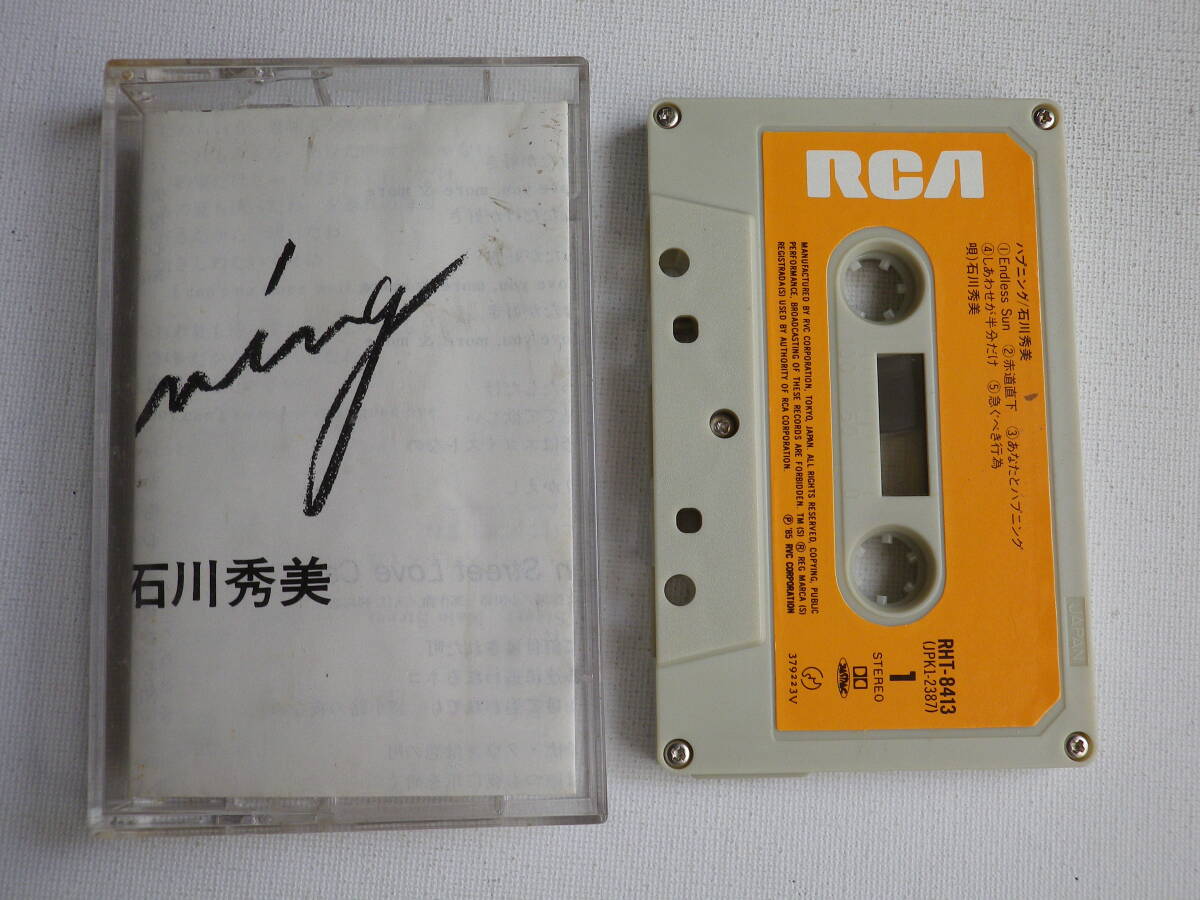 ning
石川秀美
RCA
ハプニング/石川秀美
①Endless Sun ②赤道直下 ③あなたとハプニング
④しあわせが半分だけ ⑤急ぐべき行為
唄)石川秀美
MANUFACTURED BY RVC CORPORATION, TOKYO, JAPAN. ALL RIGHTS RESERVED, COPYING, PUBLIC
PERFORMANCE, BROADCASTING OF THESE RECORDS ARE FORBIDDEN. TM(S) Ⓡ REG MARCA(S)
REGISTRADA(S) USED BY AUTHORITY OF RCA CORPORATION. Ⓟ'85 RVC CORPORATION
RHT-8413
(JPK1-2387)
1
STEREO
379223V
JAPAN